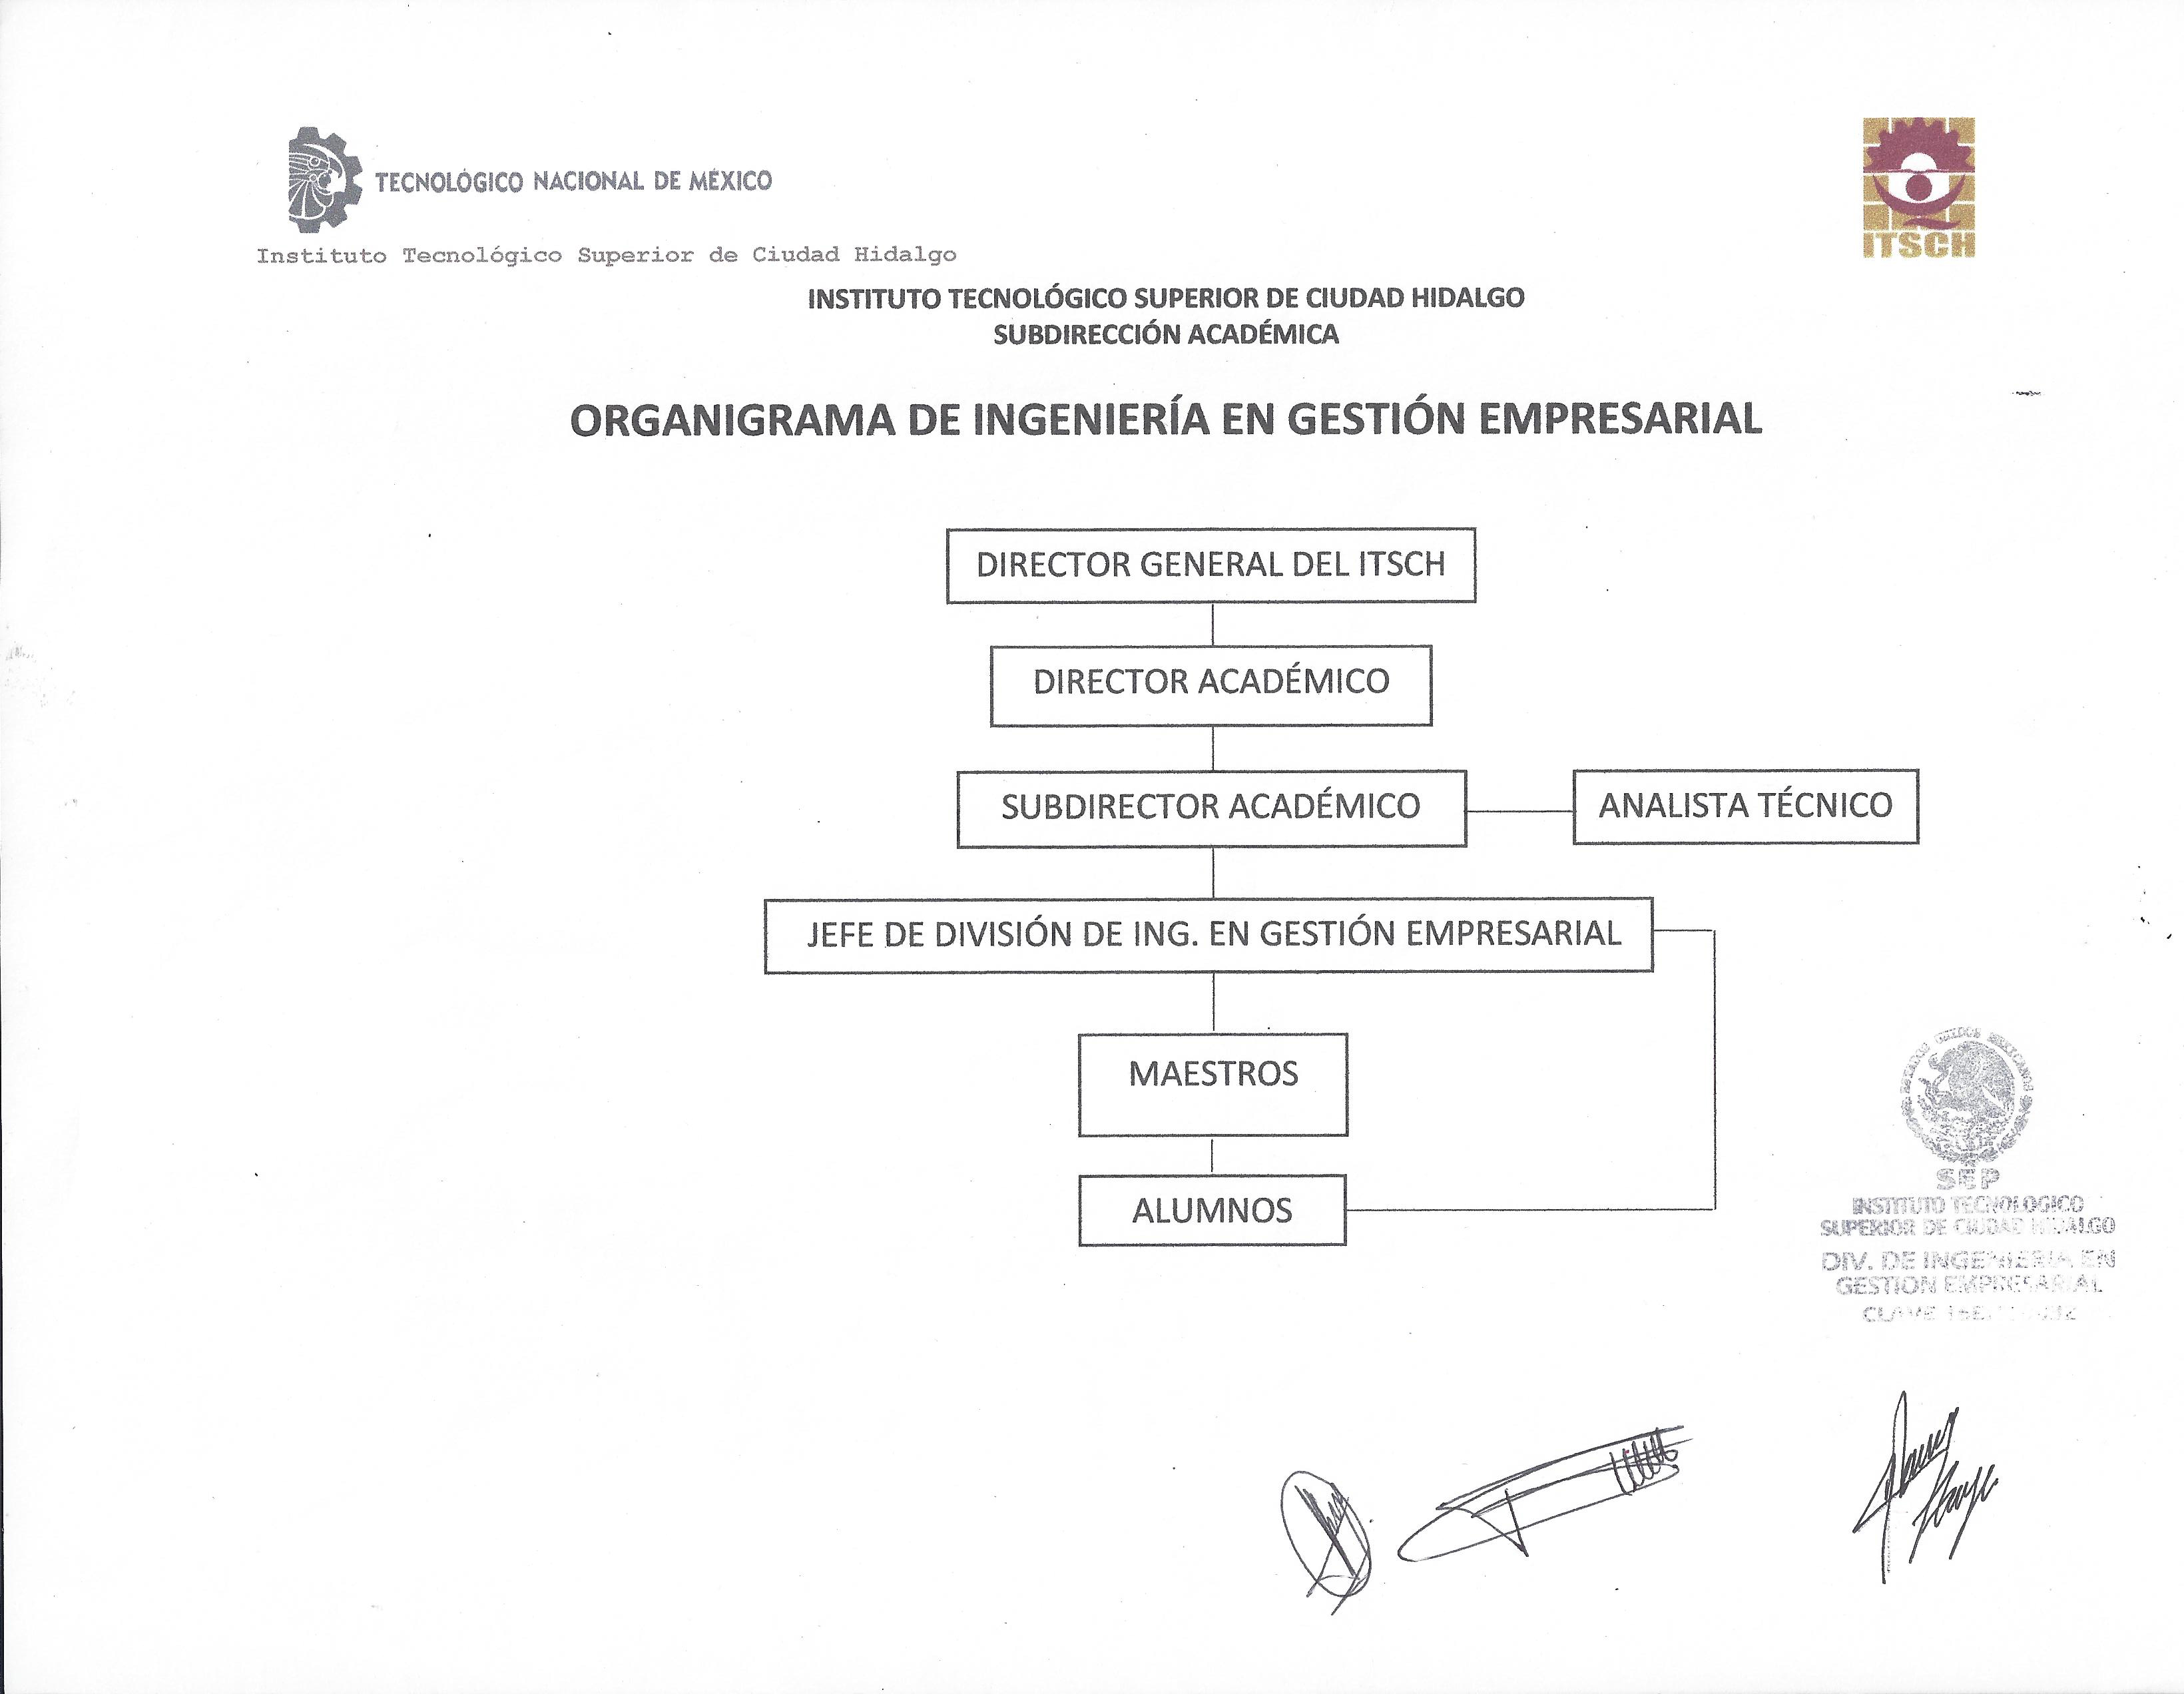 TECNOLÓGICO NACIONAL DE MÉXICO
ITSCH
Instituto Tecnológico Superior de Ciudad Hidalgo
INSTITUTO TECNOLÓGICO SUPERIOR DE CIUDAD HIDALGO
SUBDIRECCIÓN ACADÉMICA
ORGANIGRAMA DE INGENIERÍA EN GESTIÓN EMPRESARIAL
DIRECTOR GENERAL DEL ITSCH
DIRECTOR ACADÉMICO
SUBDIRECTOR ACADÉMICO
ANALISTA TÉCNICO
JEFE DE DIVISIÓN DE ING. EN GESTIÓN EMPRESARIAL
MAESTROS
ALUMNOS
ESTADOS UNIDOS MEXICANOS
SEP
INSTITUTO TECNOLOGICO
SUPERIOR DE CIUDAD HIDALGO
DIV. DE INGENIERIA EN
GESTION EMPRESARIAL
CLAVE